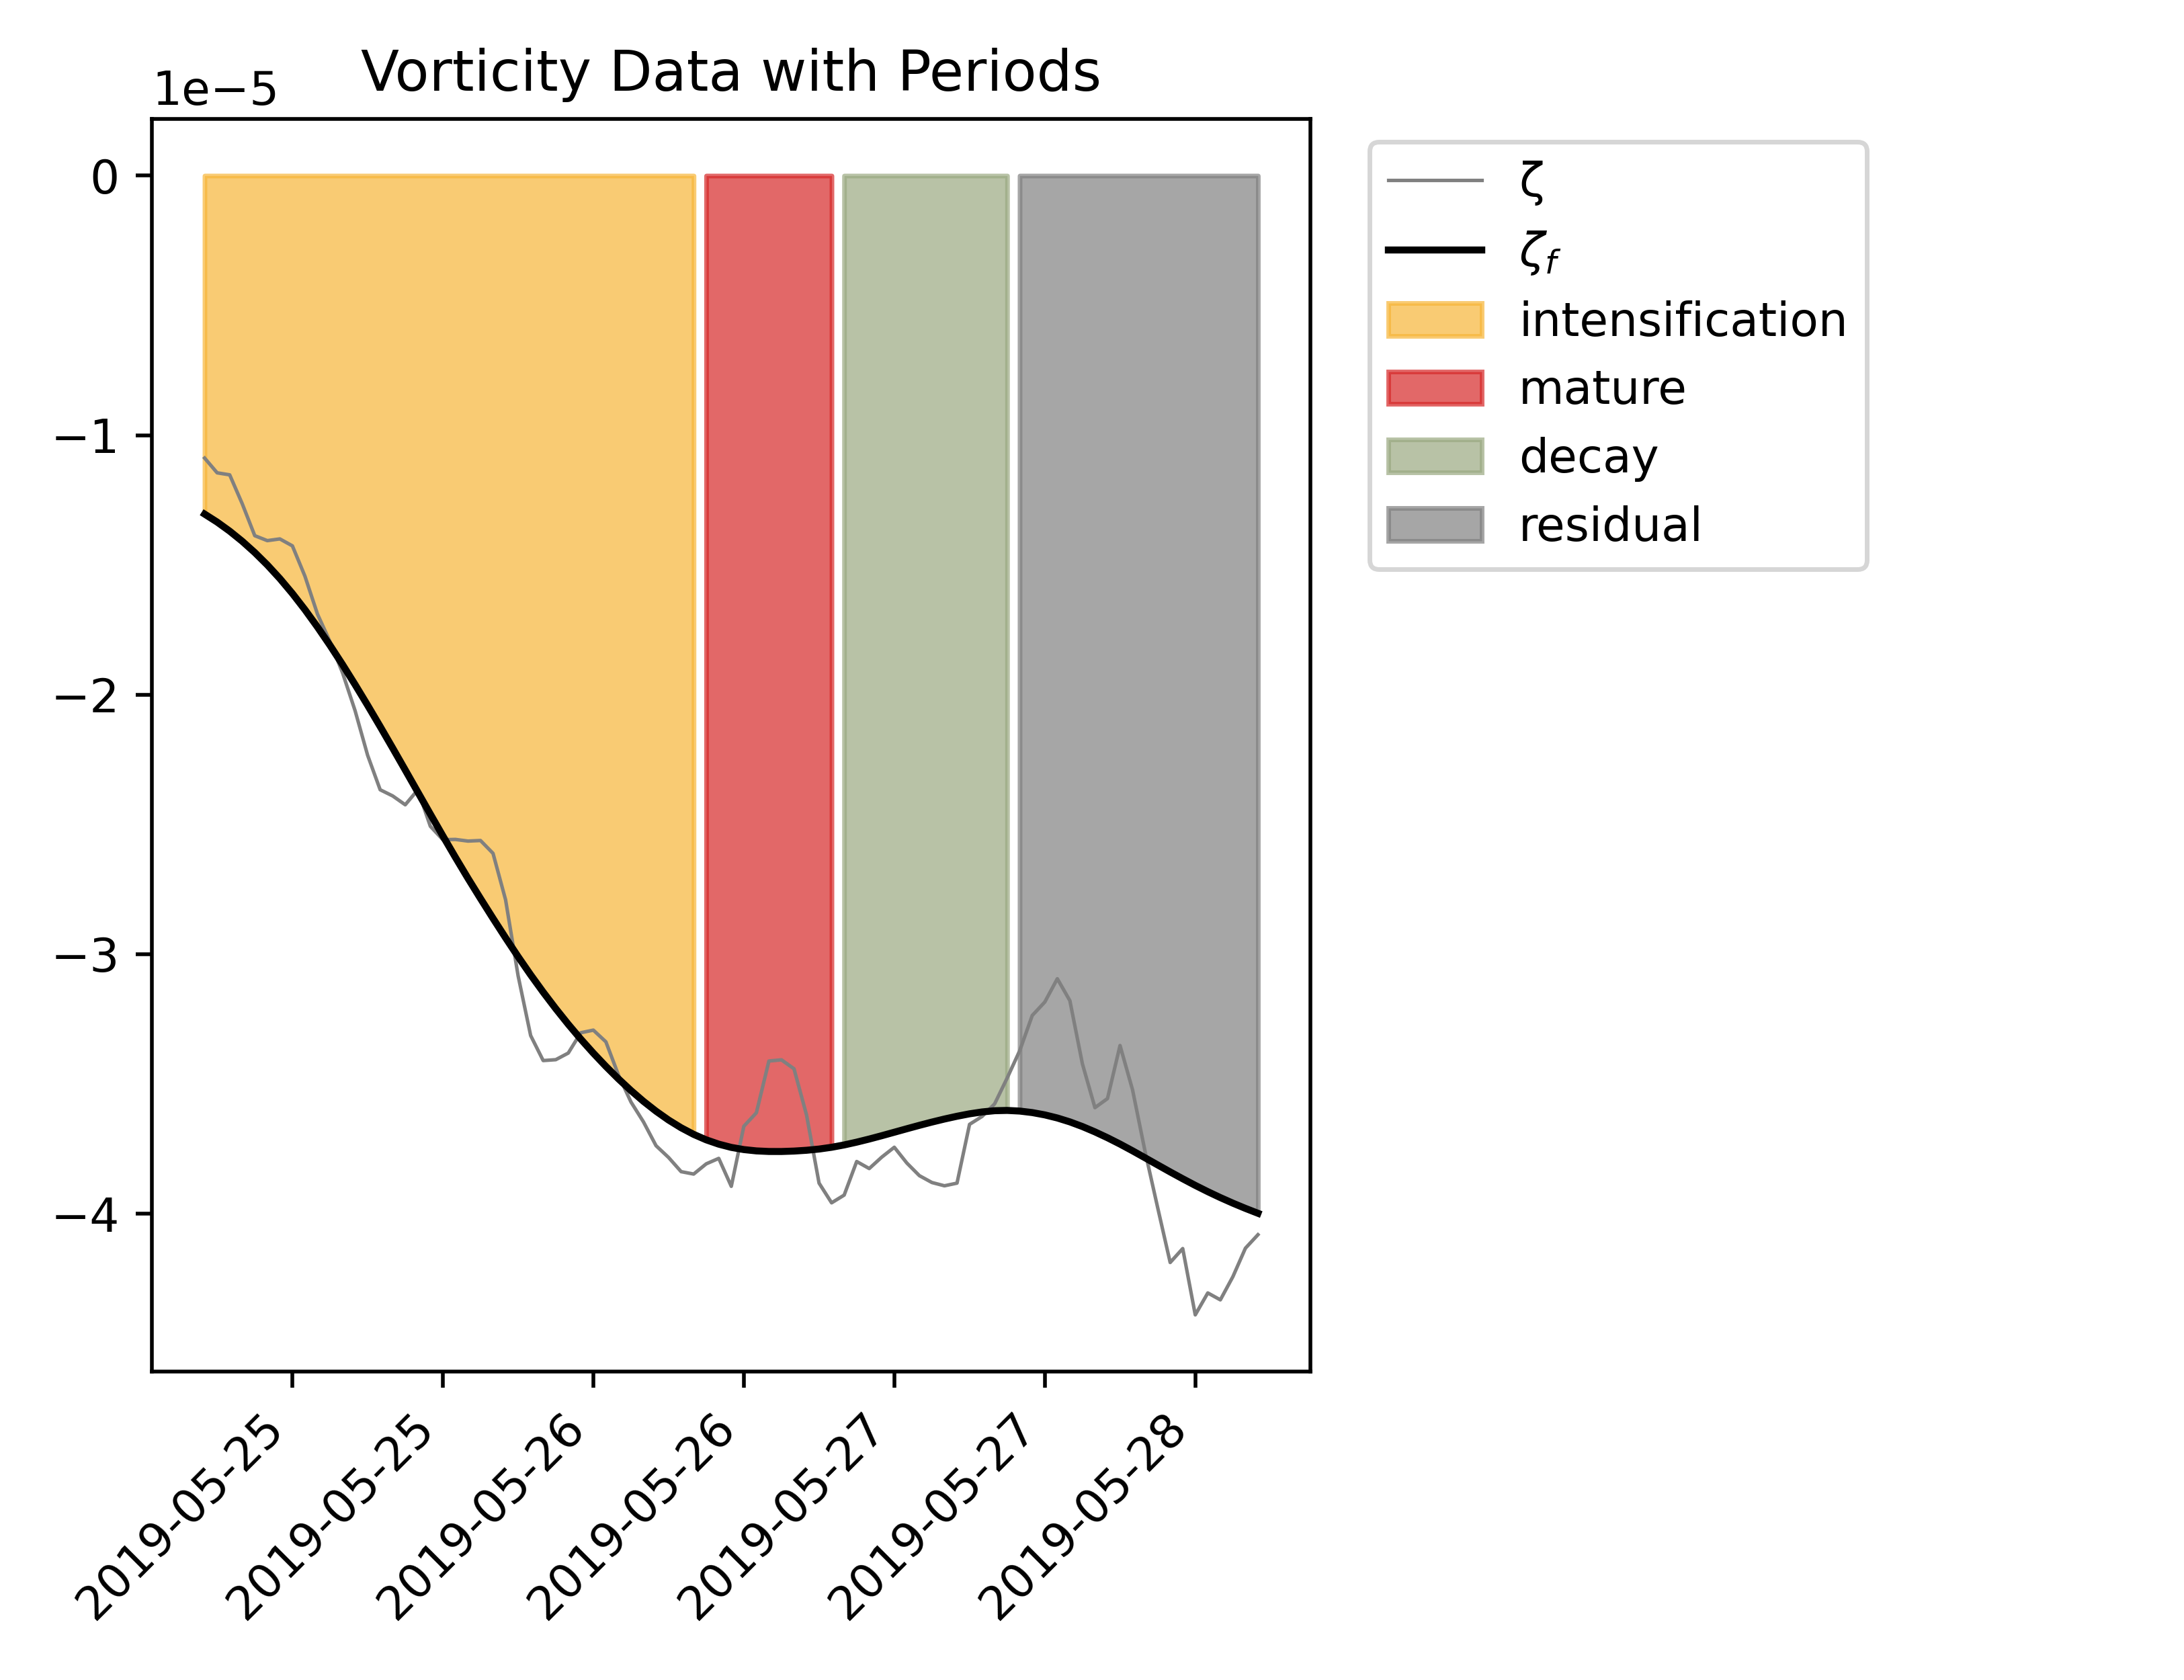 Vorticity Data with Periods
1e−5
0
−1
−2
−3
−4
2019-05-25
2019-05-25
2019-05-26
2019-05-26
2019-05-27
2019-05-27
2019-05-28
ζ
ζf
intensification
mature
decay
residual